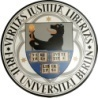 VERITAS IUSTITIA LIBERTAS
FREIE UNIVERSITÄT BERLIN